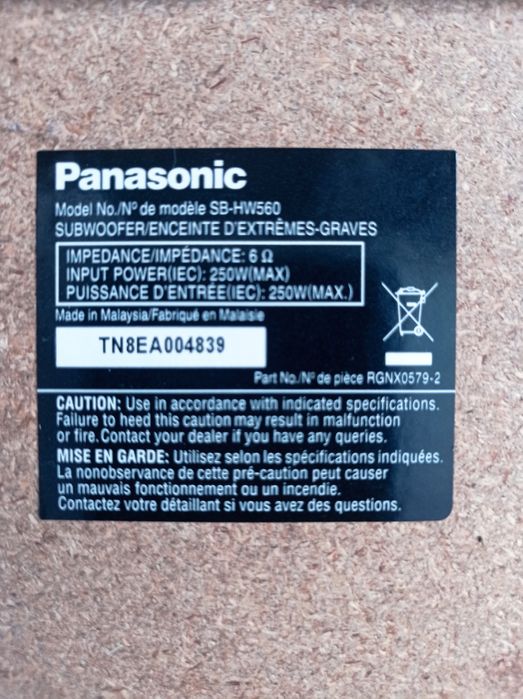 Panasonic
Model No./Nº de modèle SB-HW560
SUBWOOFER/ENCEINTE D'EXTRÊMES-GRAVES
IMPEDANCE/IMPÉDANCE: 6 Ω
INPUT POWER(IEC): 250W(MAX)
PUISSANCE D'ENTRÉE(IEC): 250W(MAX.)
Made in Malaysia/Fabriqué en Malaisie
TN8EA004839
Part No./Nº de pièce RGNX0579-2
CAUTION: Use in accordance with indicated specifications.
Failure to heed this caution may result in malfunction
or fire. Contact your dealer if you have any queries.
MISE EN GARDE: Utilisez selon les spécifications indiquées.
La nonobservance de cette pré-caution peut causer
un mauvais fonctionnement ou un incendie.
Contactez votre détaillant si vous avez des questions.